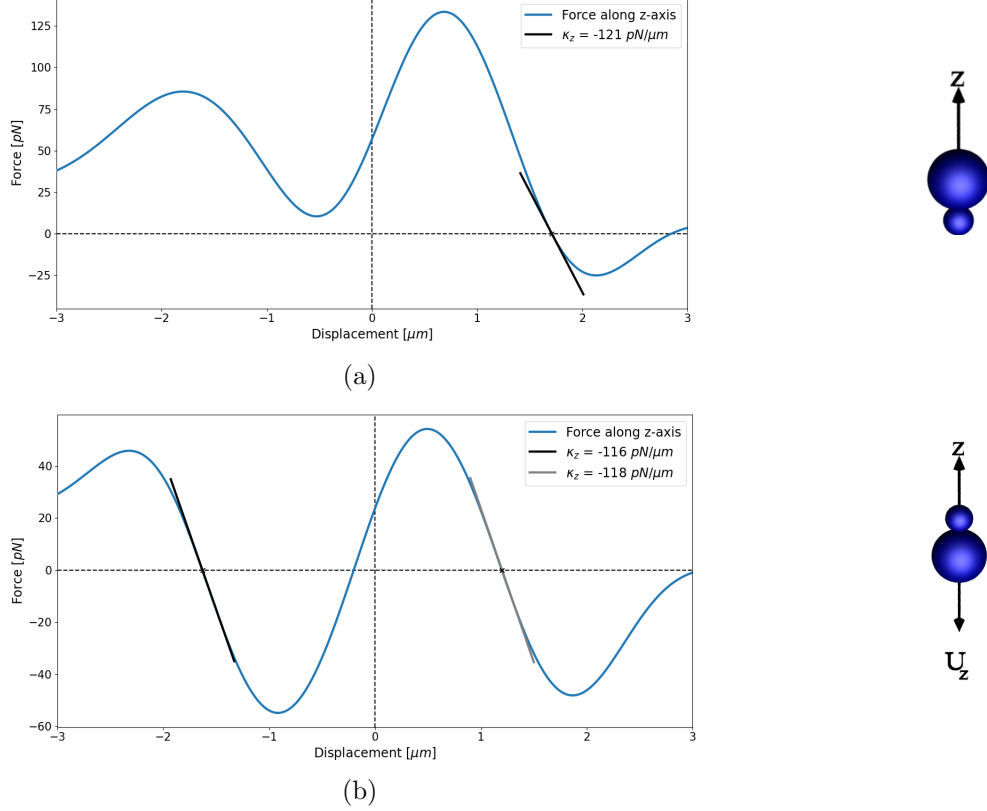 Force along z-axis
κz = -121 pN/μm
125
100
75
50
25
0
−25
Force [pN]
−3
−2
−1
0
1
2
3
Displacement [μm]
z
(a)
Force along z-axis
κz = -116 pN/μm
κz = -118 pN/μm
40
20
0
−20
−40
−60
Force [pN]
−3
−2
−1
0
1
2
3
Displacement [μm]
z
Uz
(b)